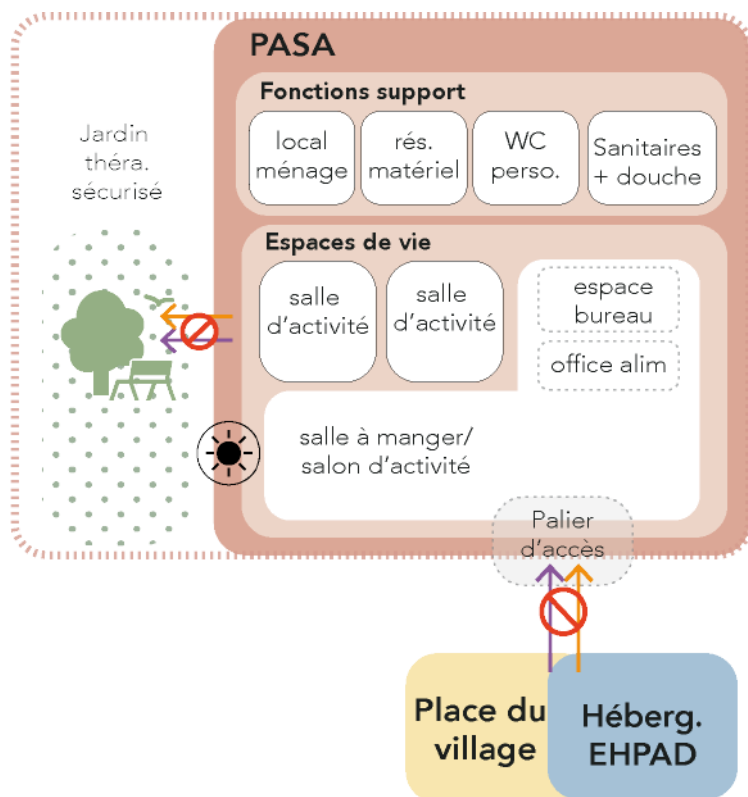 PASA
Fonctions support
local
ménage
rés.
matériel
WC
perso.
Sanitaires
+ douche
Jardin
théra.
sécurisé
Espaces de vie
salle
d'activité
salle
d'activité
espace
bureau
office alim
salle à manger/
salon d'activité
Palier
d'accès
Place du
village
Héberg.
EHPAD